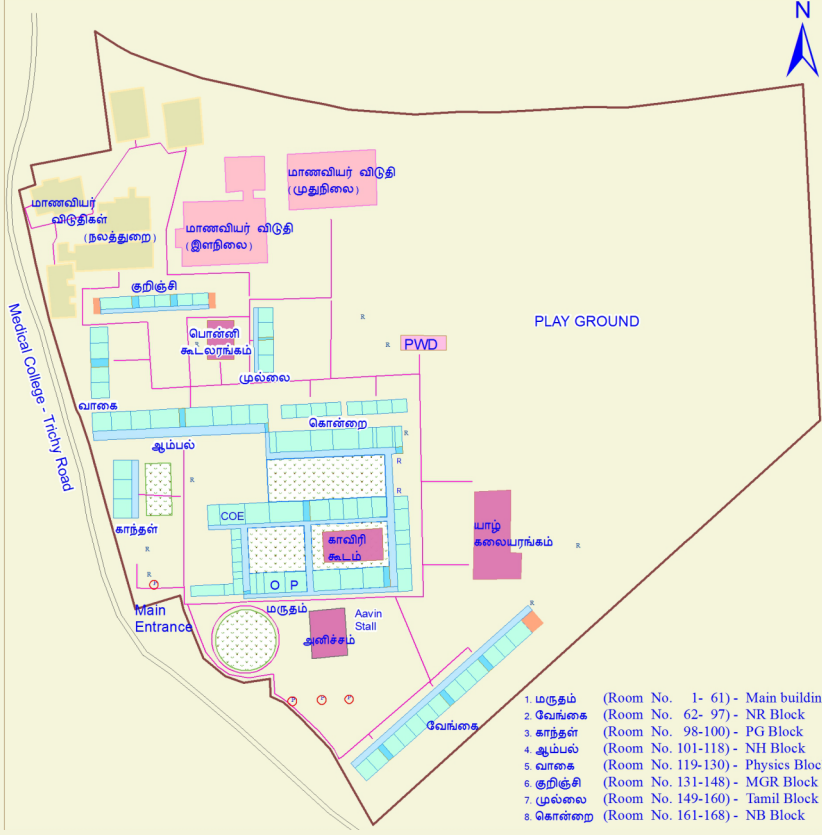 N
மாணவியர் விடுதி
(முதுநிலை)
மாணவியர்
விடுதிகள்
(நலத்துறை)
மாணவியர் விடுதி
(இளநிலை)
குறிஞ்சி
R
PLAY GROUND
Medical College - Trichy Road
பொன்னி
கூடலரங்கம்
R
R
R
PWD
முல்லை
வாகை
கொன்றை
ஆம்பல்
R
R
R
R
COE
காந்தள்
யாழ்
கலையரங்கம்
காவிரி
கூடம்
R
R
R
O P
P
Main
Entrance
மருதம்
R
Aavin
Stall
அனிச்சம்
P
P
P
வேங்கை
1. மருதம் (Room No. 1- 61) - Main buildin
2. வேங்கை (Room No. 62- 97) - NR Block
3. காந்தள் (Room No. 98-100) - PG Block
4. ஆம்பல் (Room No. 101-118) - NH Block
5. வாகை (Room No. 119-130) - Physics Bloc
6. குறிஞ்சி (Room No. 131-148) - MGR Block
7. முல்லை (Room No. 149-160) - Tamil Block
8. கொன்றை (Room No. 161-168) - NB Block